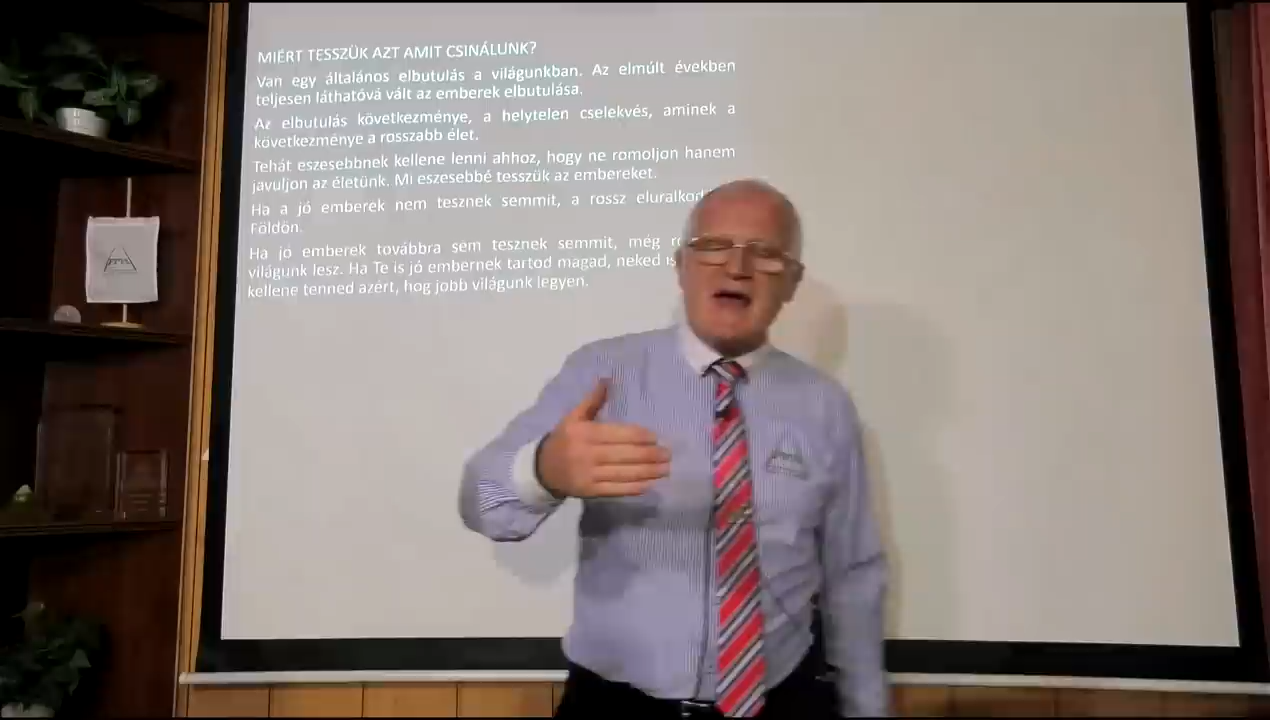 MIÉRT TESSZÜK AZT AMIT CSINÁLUNK?
Van egy általános elbutulás a világunkban. Az elmúlt években
teljesen láthatóvá vált az emberek elbutulása.
Az elbutulás következménye, a helytelen cselekvés, aminek a
következménye a rosszabb élet.
Tehát eszesebbnek kellene lenni ahhoz, hogy ne romoljon hanem
javuljon az életünk. Mi eszesebbé tesszük az embereket.
Ha a jó emberek nem tesznek semmit, a rossz
Földön.
Ha jó emberek továbbra sem tesznek semmit, még
világunk lesz. Ha Te is jó embernek tartod magad, neked is
kellene tenned azért, hog jobb világunk legyen.